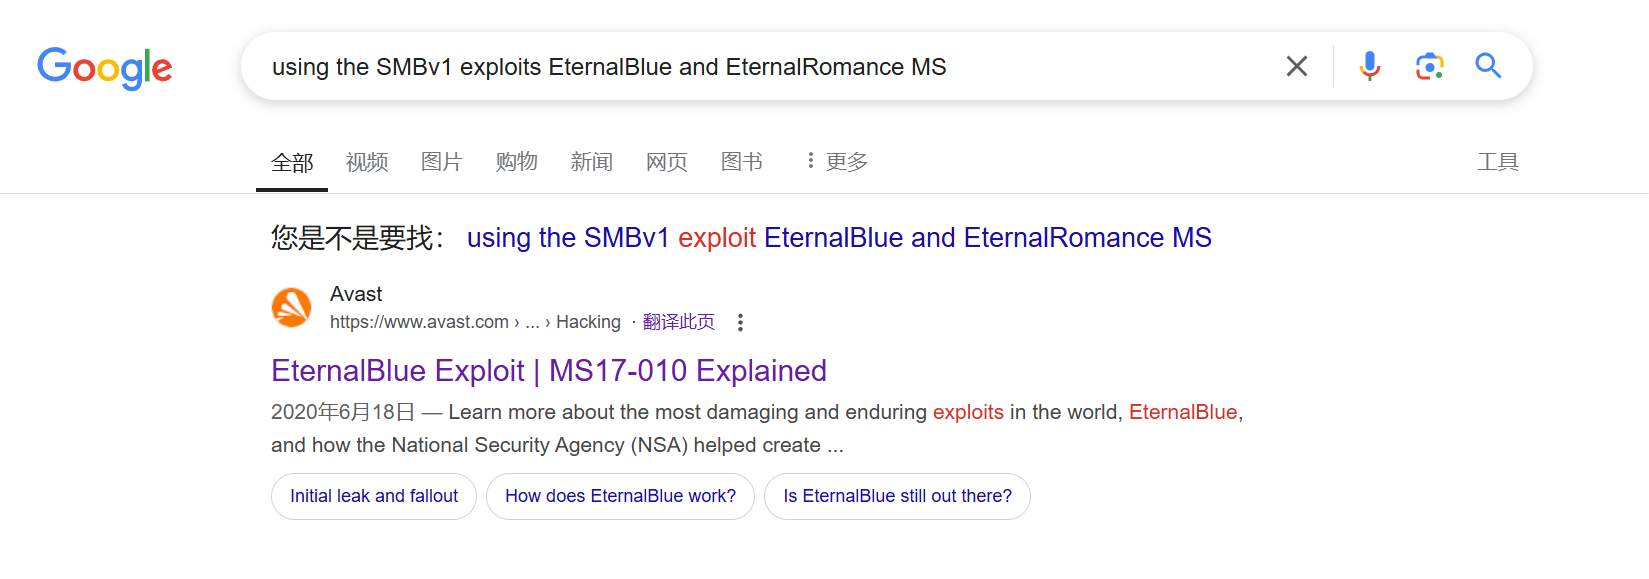 Google
using the SMBv1 exploits EternalBlue and EternalRomance MS
全部 视频 图片 购物 新闻 网页 图书 更多 工具
您是不是要找： using the SMBv1 exploit EternalBlue and EternalRomance MS
Avast
https://www.avast.com › ... › Hacking · 翻译此页
EternalBlue Exploit | MS17-010 Explained
2020年6月18日 — Learn more about the most damaging and enduring exploits in the world, EternalBlue,
and how the National Security Agency (NSA) helped create ...
Initial leak and fallout How does EternalBlue work? Is EternalBlue still out there?